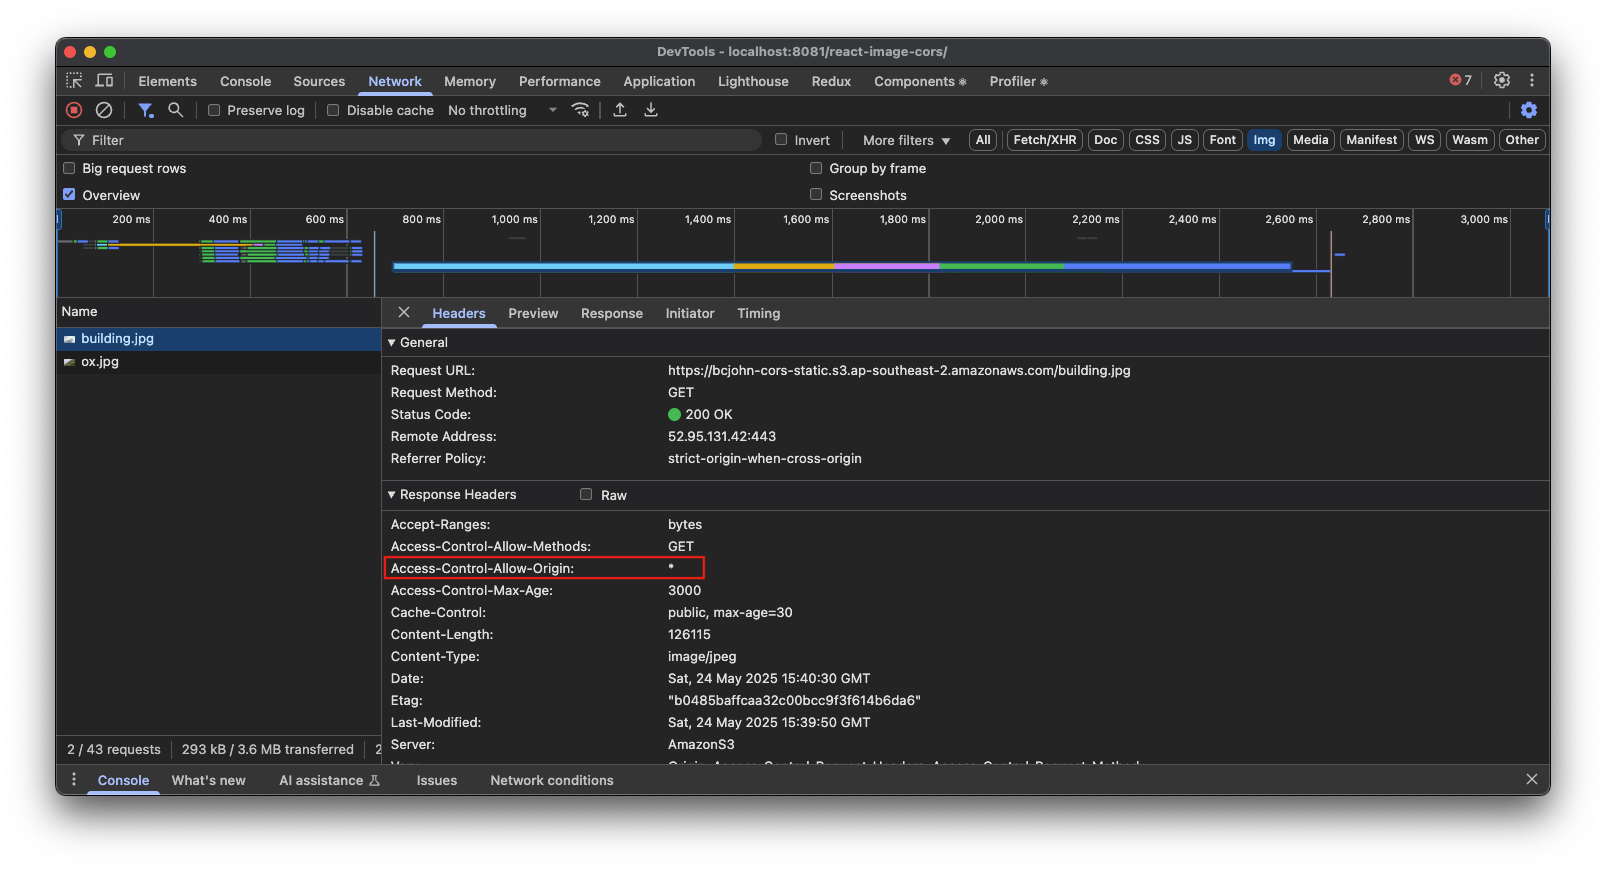 DevTools - localhost:8081/react-image-cors/
Elements Console Sources Network Memory Performance Application Lighthouse Redux Components Profiler 7
Preserve log Disable cache No throttling
Filter Invert More filters All Fetch/XHR Doc CSS JS Font Img Media Manifest WS Wasm Other
Big request rows Group by frame
Overview Screenshots
200 ms 400 ms 600 ms 800 ms 1,000 ms 1,200 ms 1,400 ms 1,600 ms 1,800 ms 2,000 ms 2,200 ms 2,400 ms 2,600 ms 2,800 ms 3,000 ms
Name
building.jpg
ox.jpg
Headers Preview Response Initiator Timing
General
Request URL: https://bcjohn-cors-static.s3.ap-southeast-2.amazonaws.com/building.jpg
Request Method: GET
Status Code: 200 OK
Remote Address: 52.95.131.42:443
Referrer Policy: strict-origin-when-cross-origin
Response Headers Raw
Accept-Ranges: bytes
Access-Control-Allow-Methods: GET
Access-Control-Allow-Origin: *
Access-Control-Max-Age: 3000
Cache-Control: public, max-age=30
Content-Length: 126115
Content-Type: image/jpeg
Date: Sat, 24 May 2025 15:40:30 GMT
Etag: "b0485baffcaa32c00bcc9f3f614b6da6"
Last-Modified: Sat, 24 May 2025 15:39:50 GMT
Server: AmazonS3
2 / 43 requests 293 kB / 3.6 MB transferred 2
Console What's new AI assistance Issues Network conditions